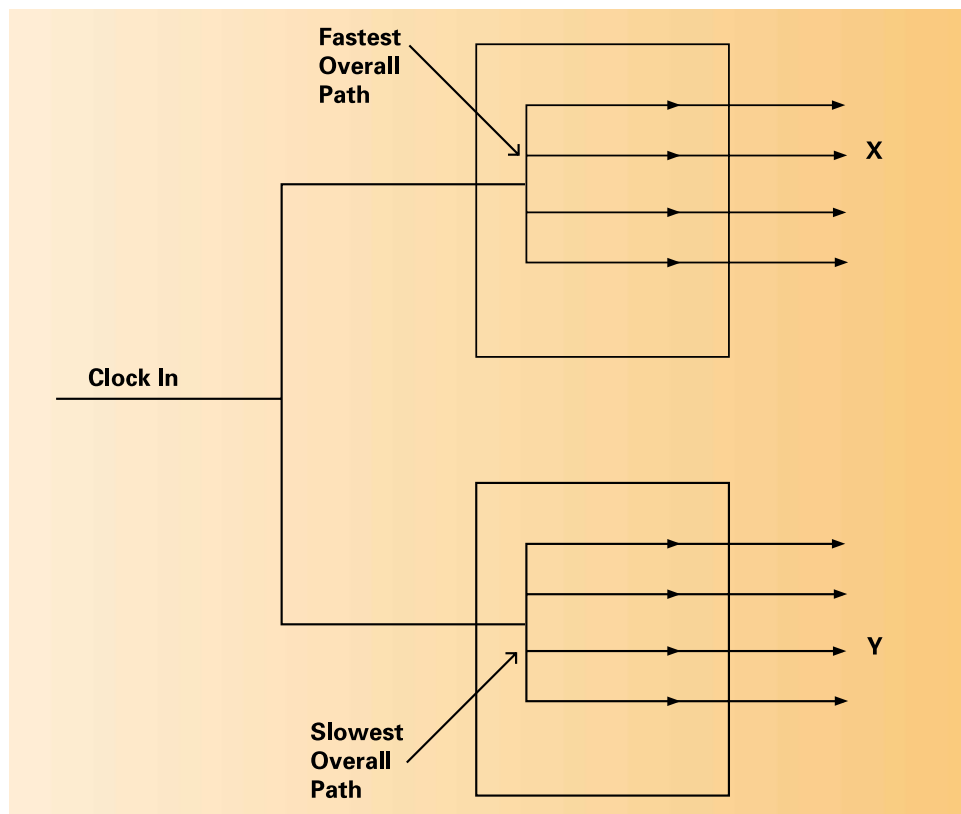 Fastest
Overall
Path
X
Clock In
Y
Slowest
Overall
Path